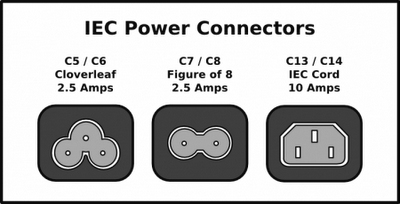 IEC Power Connectors
C5 / C6
Cloverleaf
2.5 Amps
C7 / C8
Figure of 8
2.5 Amps
C13 / C14
IEC Cord
10 Amps